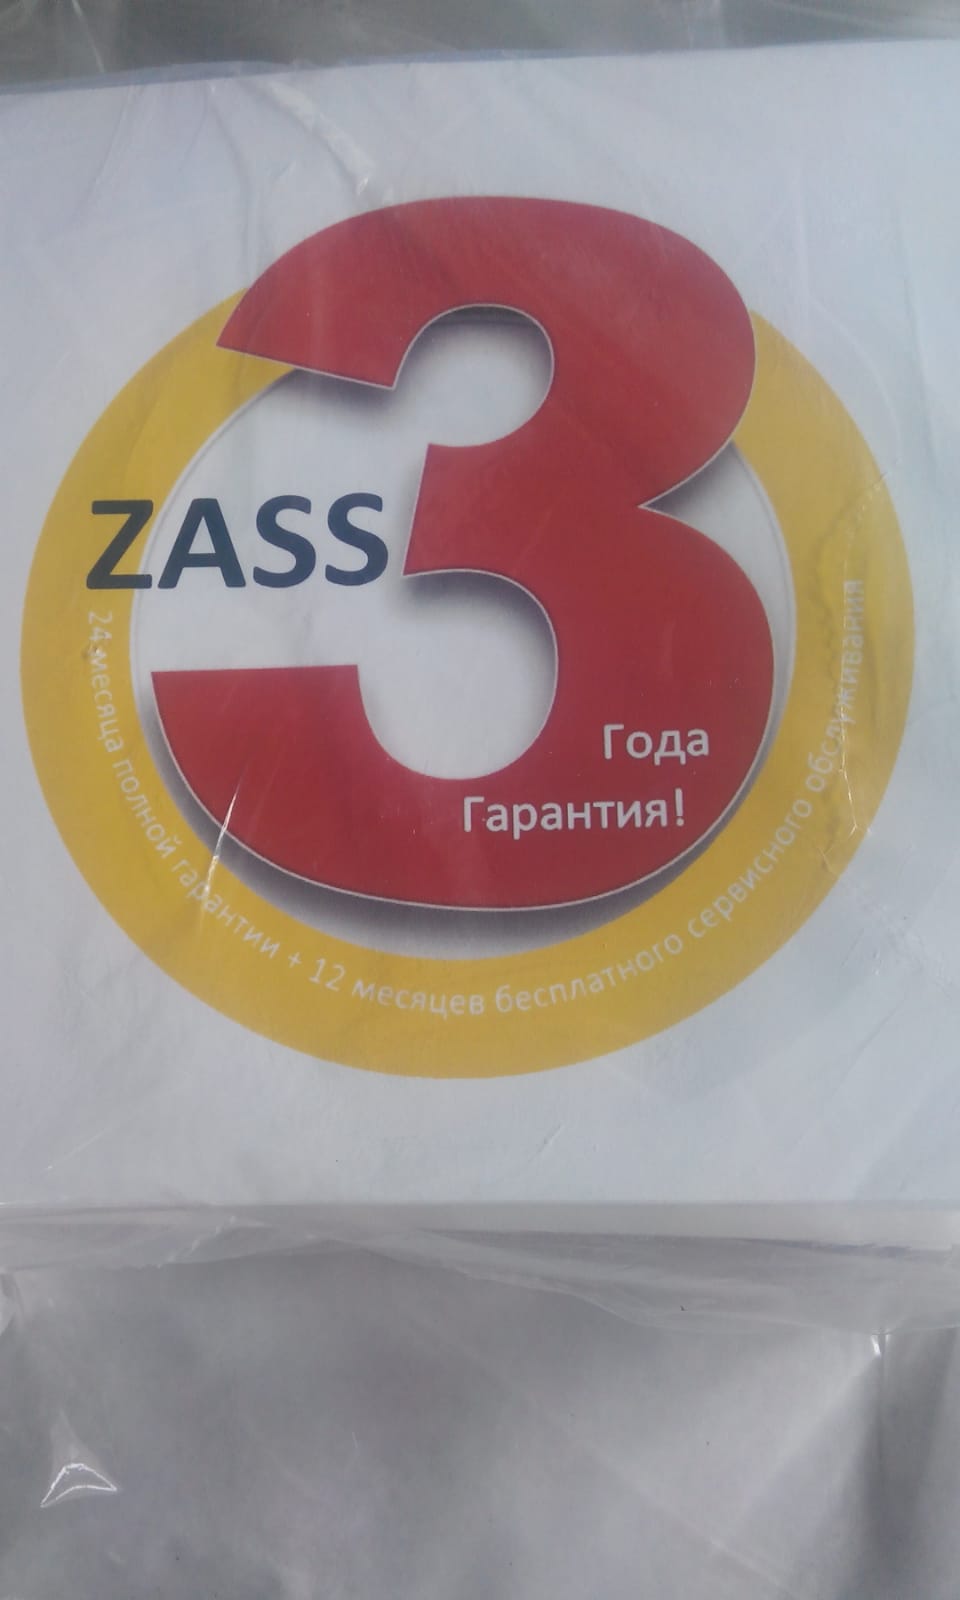 ZASS
3
Года
Гарантия!
24 месяца полной гарантии + 12 месяцев бесплатного сервисного обслуживания